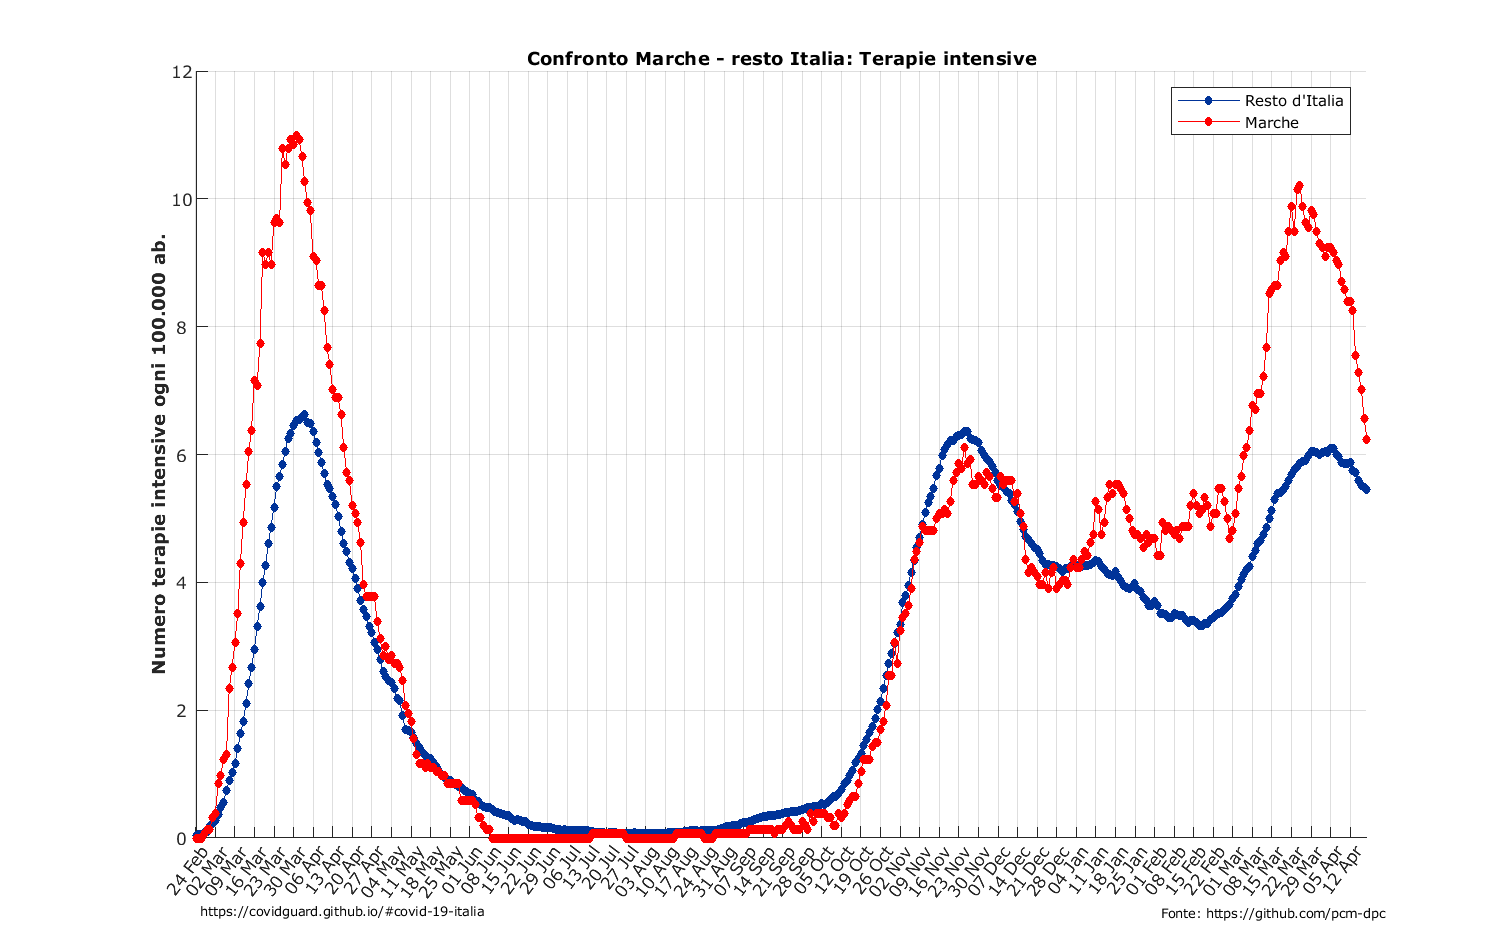 Confronto Marche - resto Italia: Terapie intensive
Numero terapie intensive ogni 100.000 ab.
12
10
8
6
4
2
0
Resto d'Italia
Marche
24 Feb
02 Mar
09 Mar
16 Mar
23 Mar
30 Mar
06 Apr
13 Apr
20 Apr
27 Apr
04 May
11 May
18 May
25 May
01 Jun
08 Jun
15 Jun
22 Jun
29 Jun
06 Jul
13 Jul
20 Jul
27 Jul
03 Aug
10 Aug
17 Aug
24 Aug
31 Aug
07 Sep
14 Sep
21 Sep
28 Sep
05 Oct
12 Oct
19 Oct
26 Oct
02 Nov
09 Nov
16 Nov
23 Nov
30 Nov
07 Dec
14 Dec
21 Dec
28 Dec
04 Jan
11 Jan
18 Jan
25 Jan
01 Feb
08 Feb
15 Feb
22 Feb
01 Mar
08 Mar
15 Mar
22 Mar
29 Mar
05 Apr
12 Apr
https://covidguard.github.io/#covid-19-italia
Fonte: https://github.com/pcm-dpc